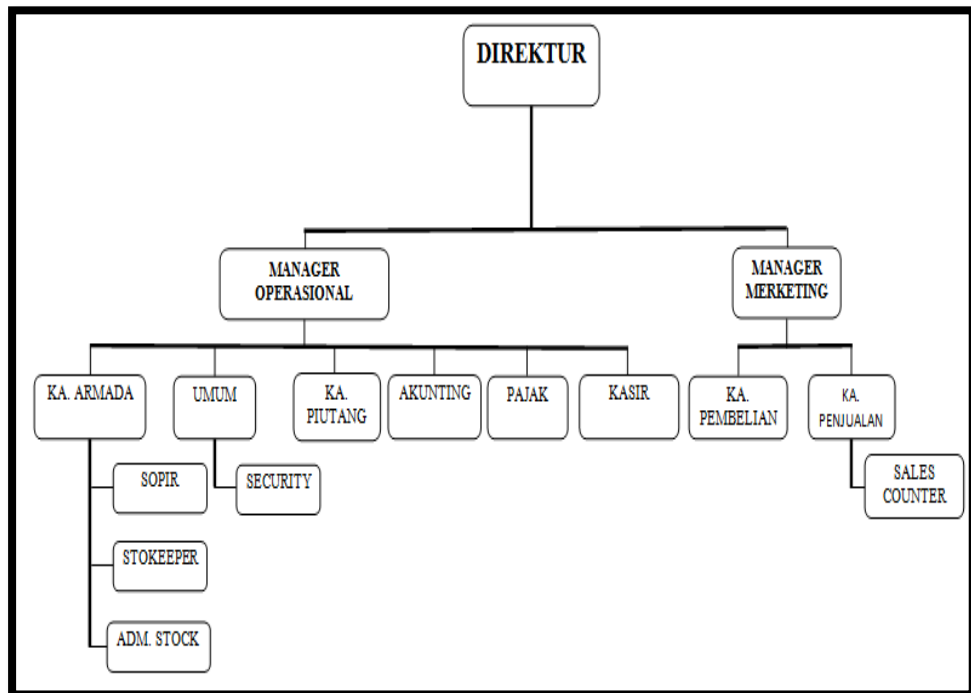 DIREKTUR
MANAGER
OPERASIONAL
MANAGER
MERKETING
KA. ARMADA
UMUM
KA.
PIUTANG
AKUNTING
PAJAK
KASIR
KA.
PEMBELIAN
KA.
PENJUALAN
SOPIR
SECURITY
SALES
COUNTER
STOKEEPER
ADM. STOCK